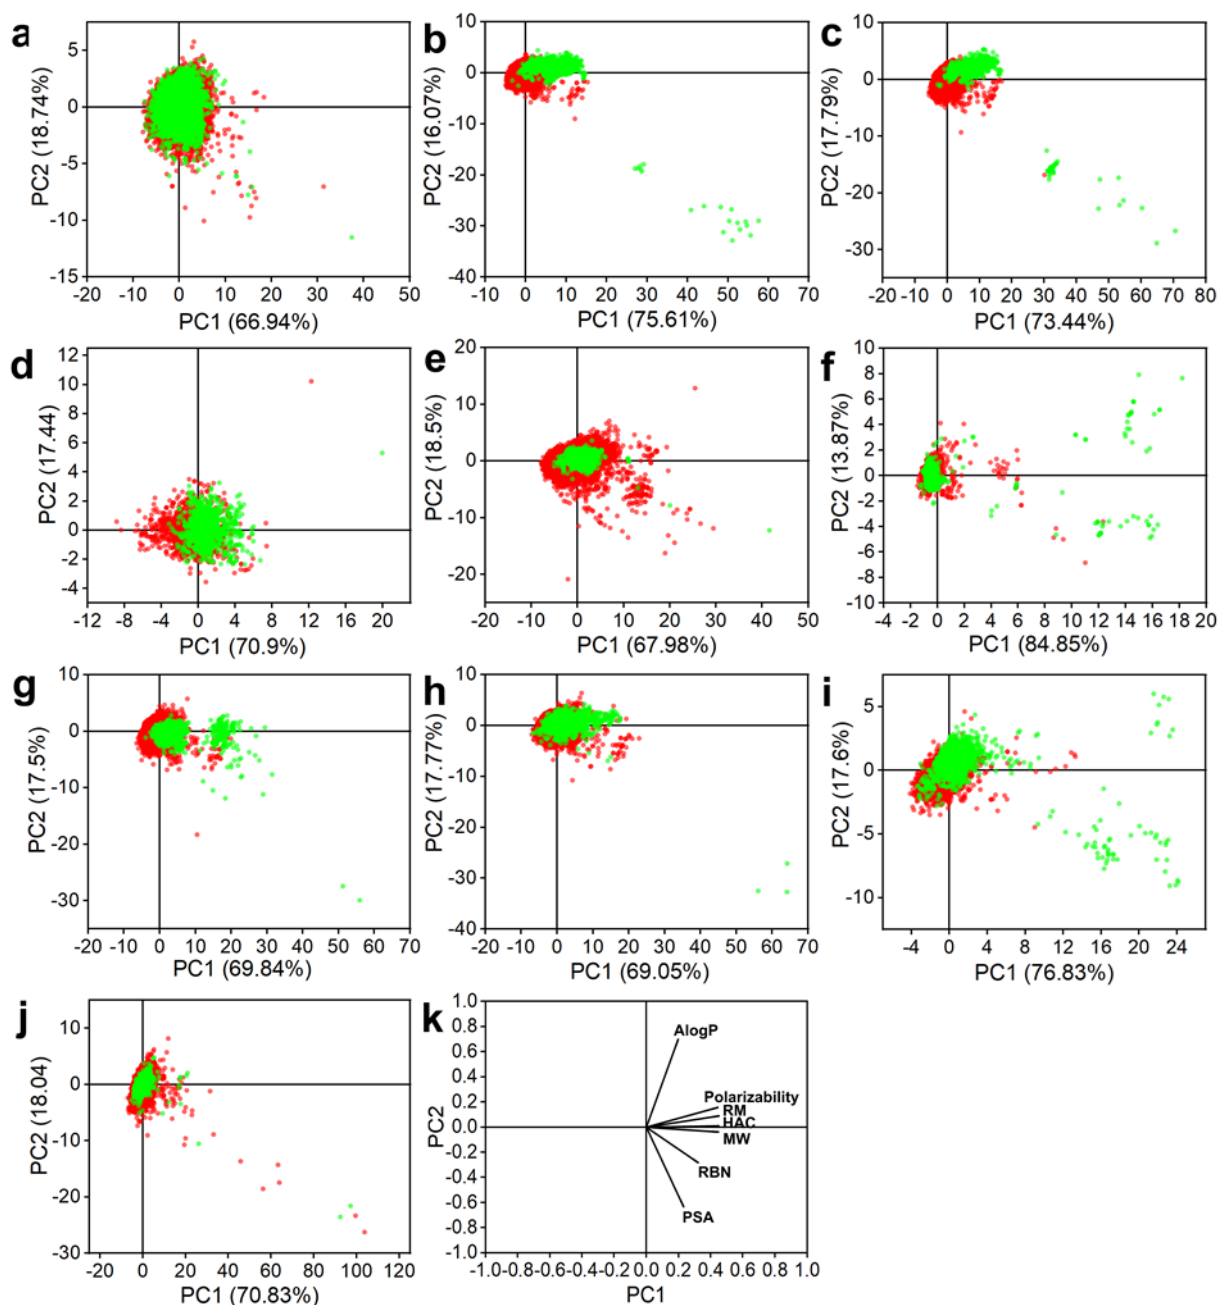 a
5
0
-5
-10
-15
-20 -10 0 10 20 30 40 50
PC2 (18.74%)
PC1 (66.94%)
b
10
0
-10
-20
-30
-40
-10 0 10 20 30 40 50 60 70
PC2 (16.07%)
PC1 (75.61%)
c
10
0
-10
-20
-30
-20 -10 0 10 20 30 40 50 60 70 80
PC2 (17.79%)
PC1 (73.44%)
d
12
10
8
6
4
2
0
-2
-4
-12 -8 -4 0 4 8 12 16 20
PC2 (17.44)
PC1 (70.9%)
e
20
10
0
-10
-20
-20 -10 0 10 20 30 40 50
PC2 (18.5%)
PC1 (67.98%)
f
10
8
6
4
2
0
-2
-4
-6
-8
-10
-4 -2 0 2 4 6 8 10 12 14 16 18 20
PC2 (13.87%)
PC1 (84.85%)
g
10
0
-10
-20
-30
-20 -10 0 10 20 30 40 50 60 70
PC2 (17.5%)
PC1 (69.84%)
h
10
0
-10
-20
-30
-40
-20 -10 0 10 20 30 40 50 60 70
PC2 (17.77%)
PC1 (69.05%)
i
5
0
-5
-10
-4 0 4 8 12 16 20 24
PC2 (17.6%)
PC1 (76.83%)
j
10
0
-10
-20
-30
-20 0 20 40 60 80 100 120
PC2 (18.04)
PC1 (70.83%)
k
1.0
0.8
0.6
0.4
0.2
0.0
-0.2
-0.4
-0.6
-0.8
-1.0
-1.0-0.8-0.6-0.4-0.2 0.0 0.2 0.4 0.6 0.8 1.0
PC2
PC1
AlogP
Polarizability
RM
HAC
MW
RBN
PSA